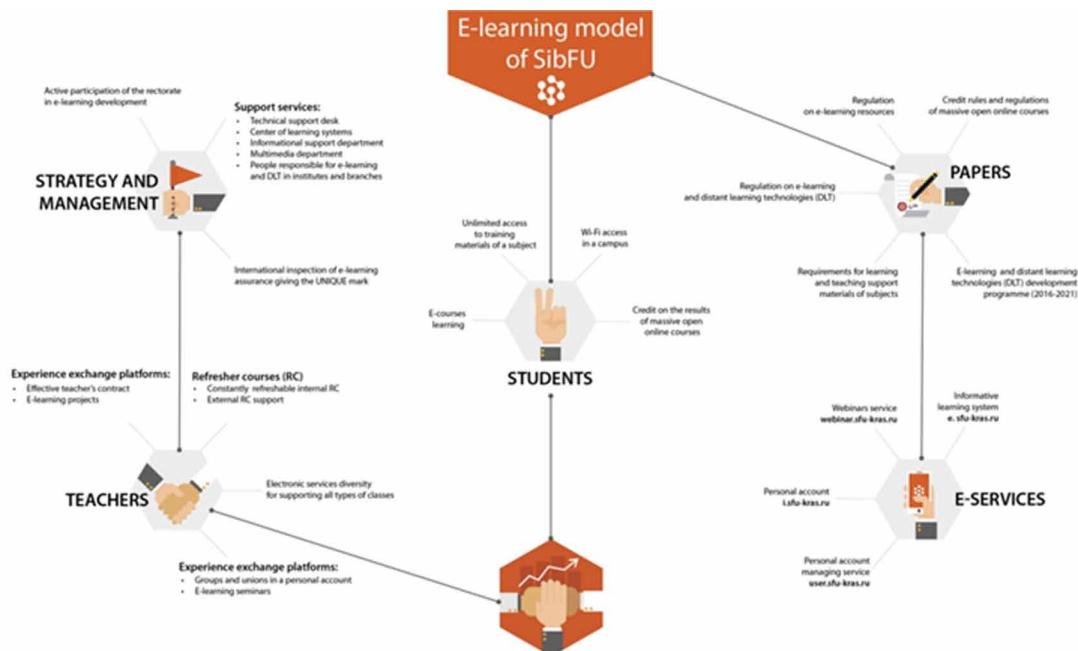 E-learning model
of SibFU
Active participation of the rectorate
in e-learning development
Support services:
• Technical support desk
• Center of learning systems
• Informational support department
• Multimedia department
• People responsible for e-learning
and DLT in institutes and branches
STRATEGY AND
MANAGEMENT
International inspection of e-learning
assurance giving the UNIQUE mark
Experience exchange platforms:
• Effective teacher's contract
• E-learning projects
Refresher courses (RC)
• Constantly refreshable internal RC
• External RC support
TEACHERS
Electronic services diversity
for supporting all types of classes
Experience exchange platforms:
• Groups and unions in a personal account
• E-learning seminars
Unlimited access
to training
materials of a subject
Wi-Fi access
in a campus
E-courses
learning
Credit on the results
of massive open
online courses
STUDENTS
Regulation
on e-learning resources
Credit rules and regulations
of massive open online courses
PAPERS
Regulation on e-learning
and distant learning technologies (DLT)
Requirements for learning
and teaching support
materials of subjects
E-learning and distant learning
technologies (DLT) development
programme (2016-2021)
Webinars service
webinar.sfu-kras.ru
Informative
learning system
e. sfu-kras.ru
Personal account
i.sfu-kras.ru
E-SERVICES
Personal account
managing service
user.sfu-kras.ru